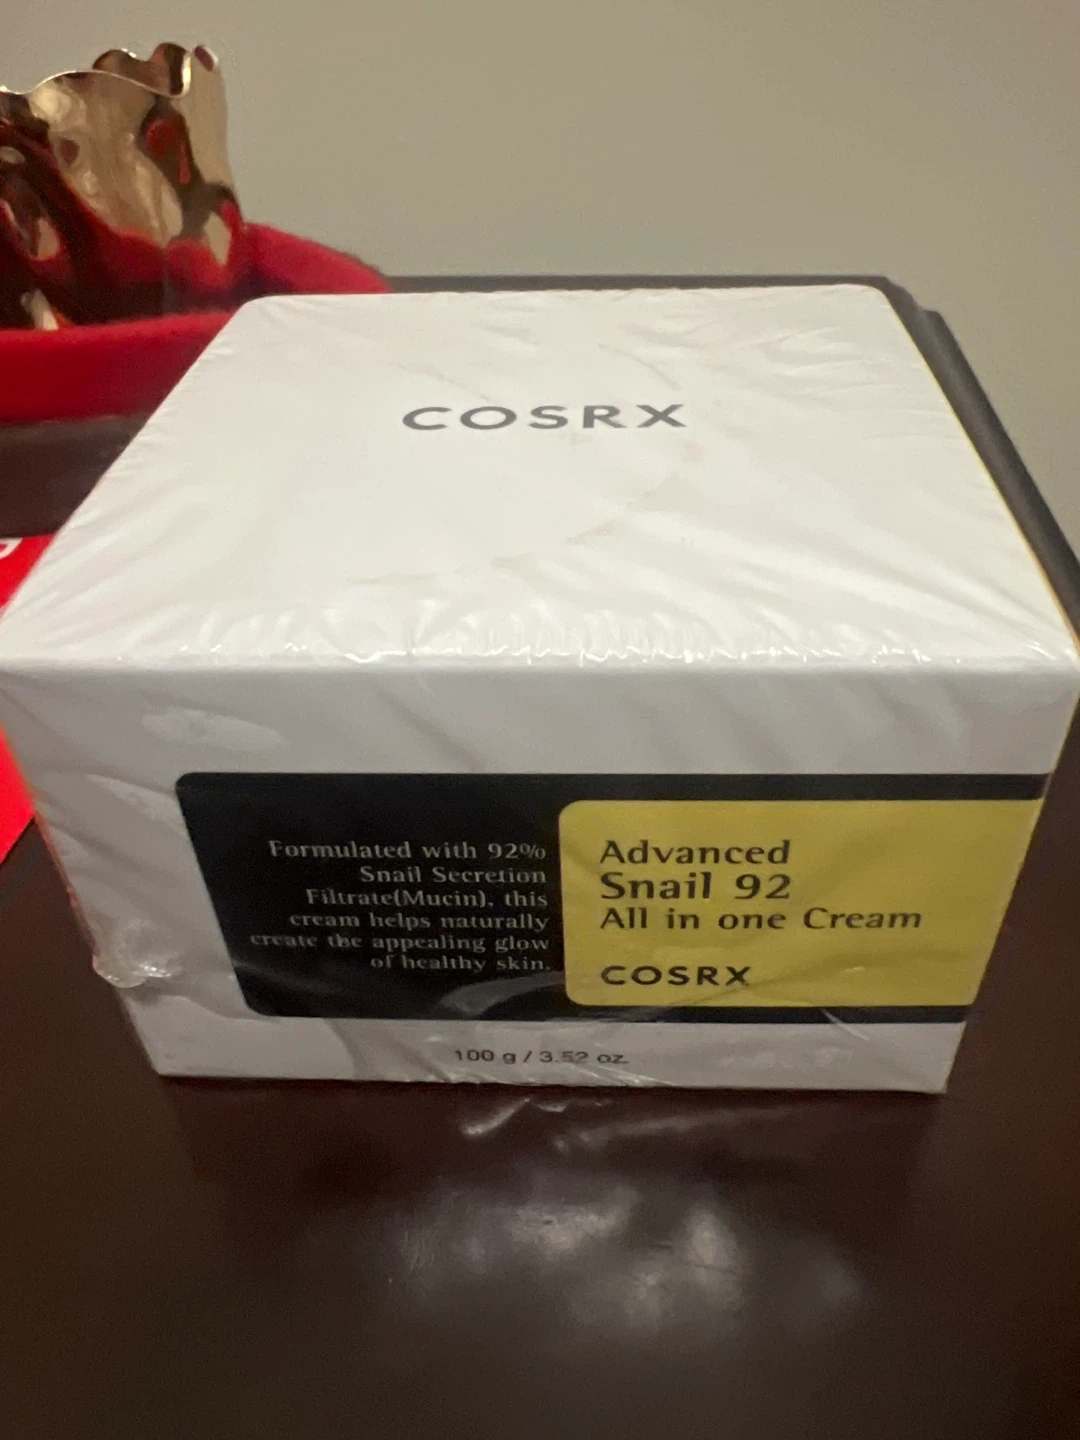 COSRX
Formulated with 92%
Snail Secretion
Filtrate(Mucin), this
cream helps naturally
create the appealing glow
of healthy skin.
Advanced
Snail 92
All in one Cream
COSRX
100 g / 3.52 oz.